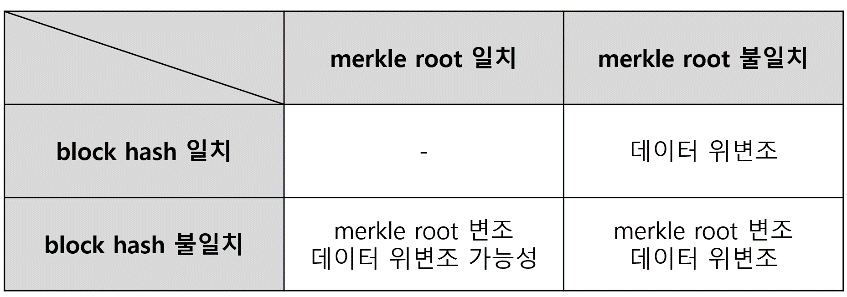 merkle root 일치
merkle root 불일치
block hash 일치
-
데이터 위변조
block hash 불일치
merkle root 변조
데이터 위변조 가능성
merkle root 변조
데이터 위변조